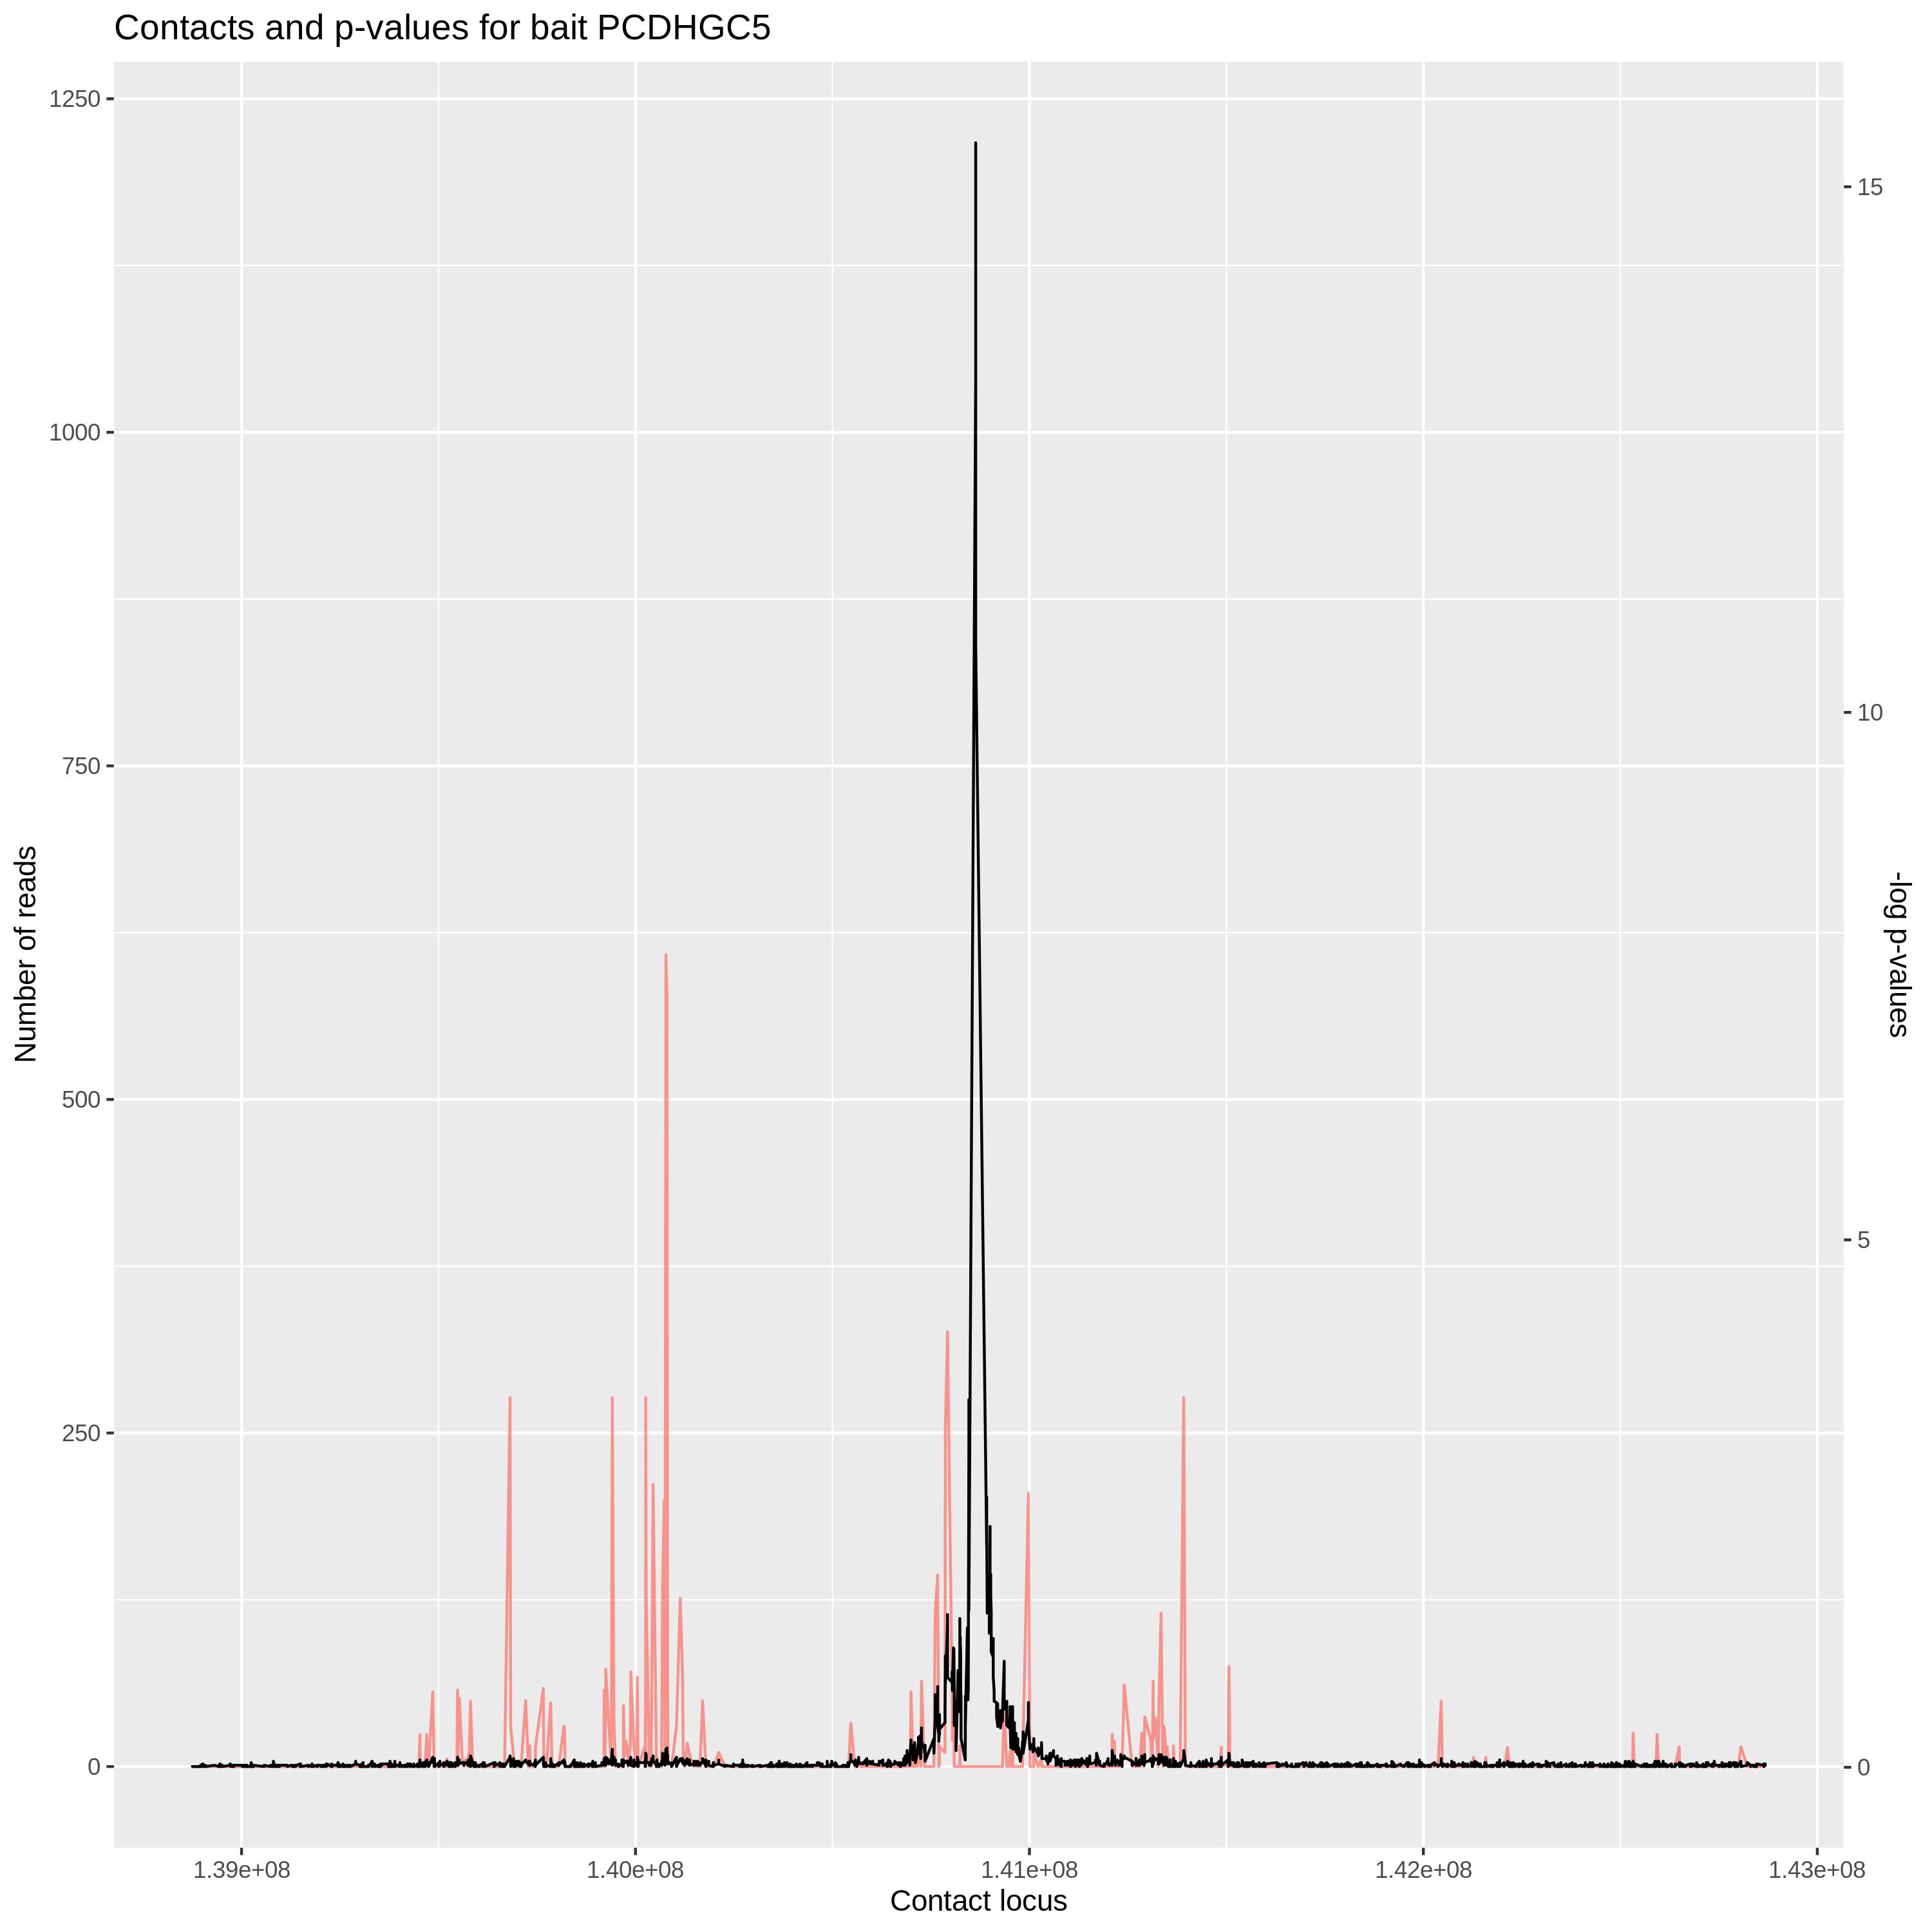 Contacts and p-values for bait PCDHGC5
1250
1000
750
500
250
0
Number of reads
15
10
5
0
-log p-values
1.39e+08
1.40e+08
1.41e+08
1.42e+08
1.43e+08
Contact locus